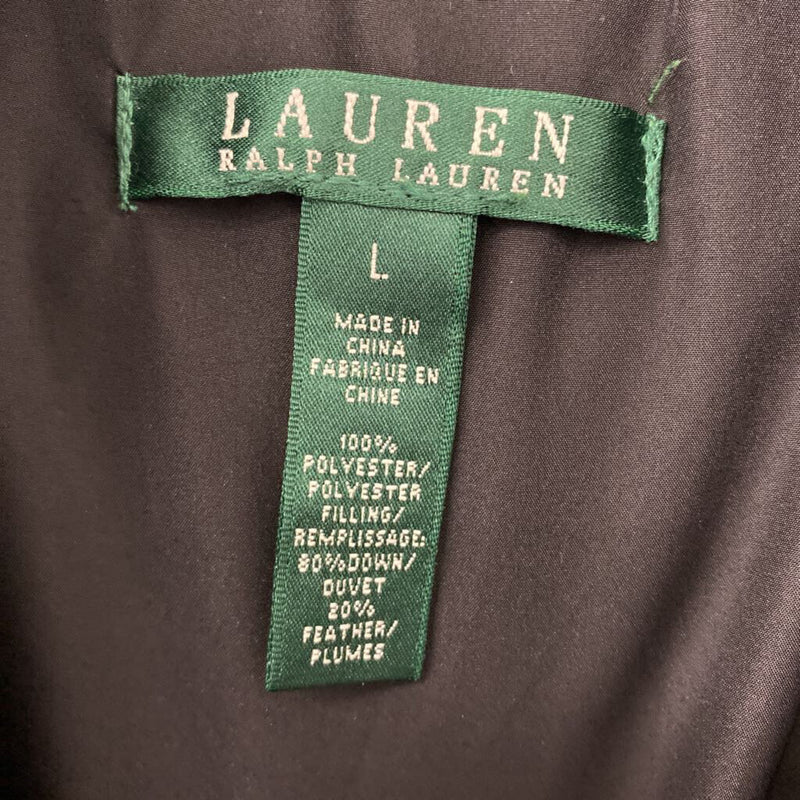 LAUREN
RALPH LAUREN
L
MADE IN
CHINA
FABRIQUE EN
CHINE
100%
POLYESTER/
POLYESTER
FILLING/
REMPLISSAGE:
80%DOWN/
DUVET
20%
FEATHER/
PLUMES